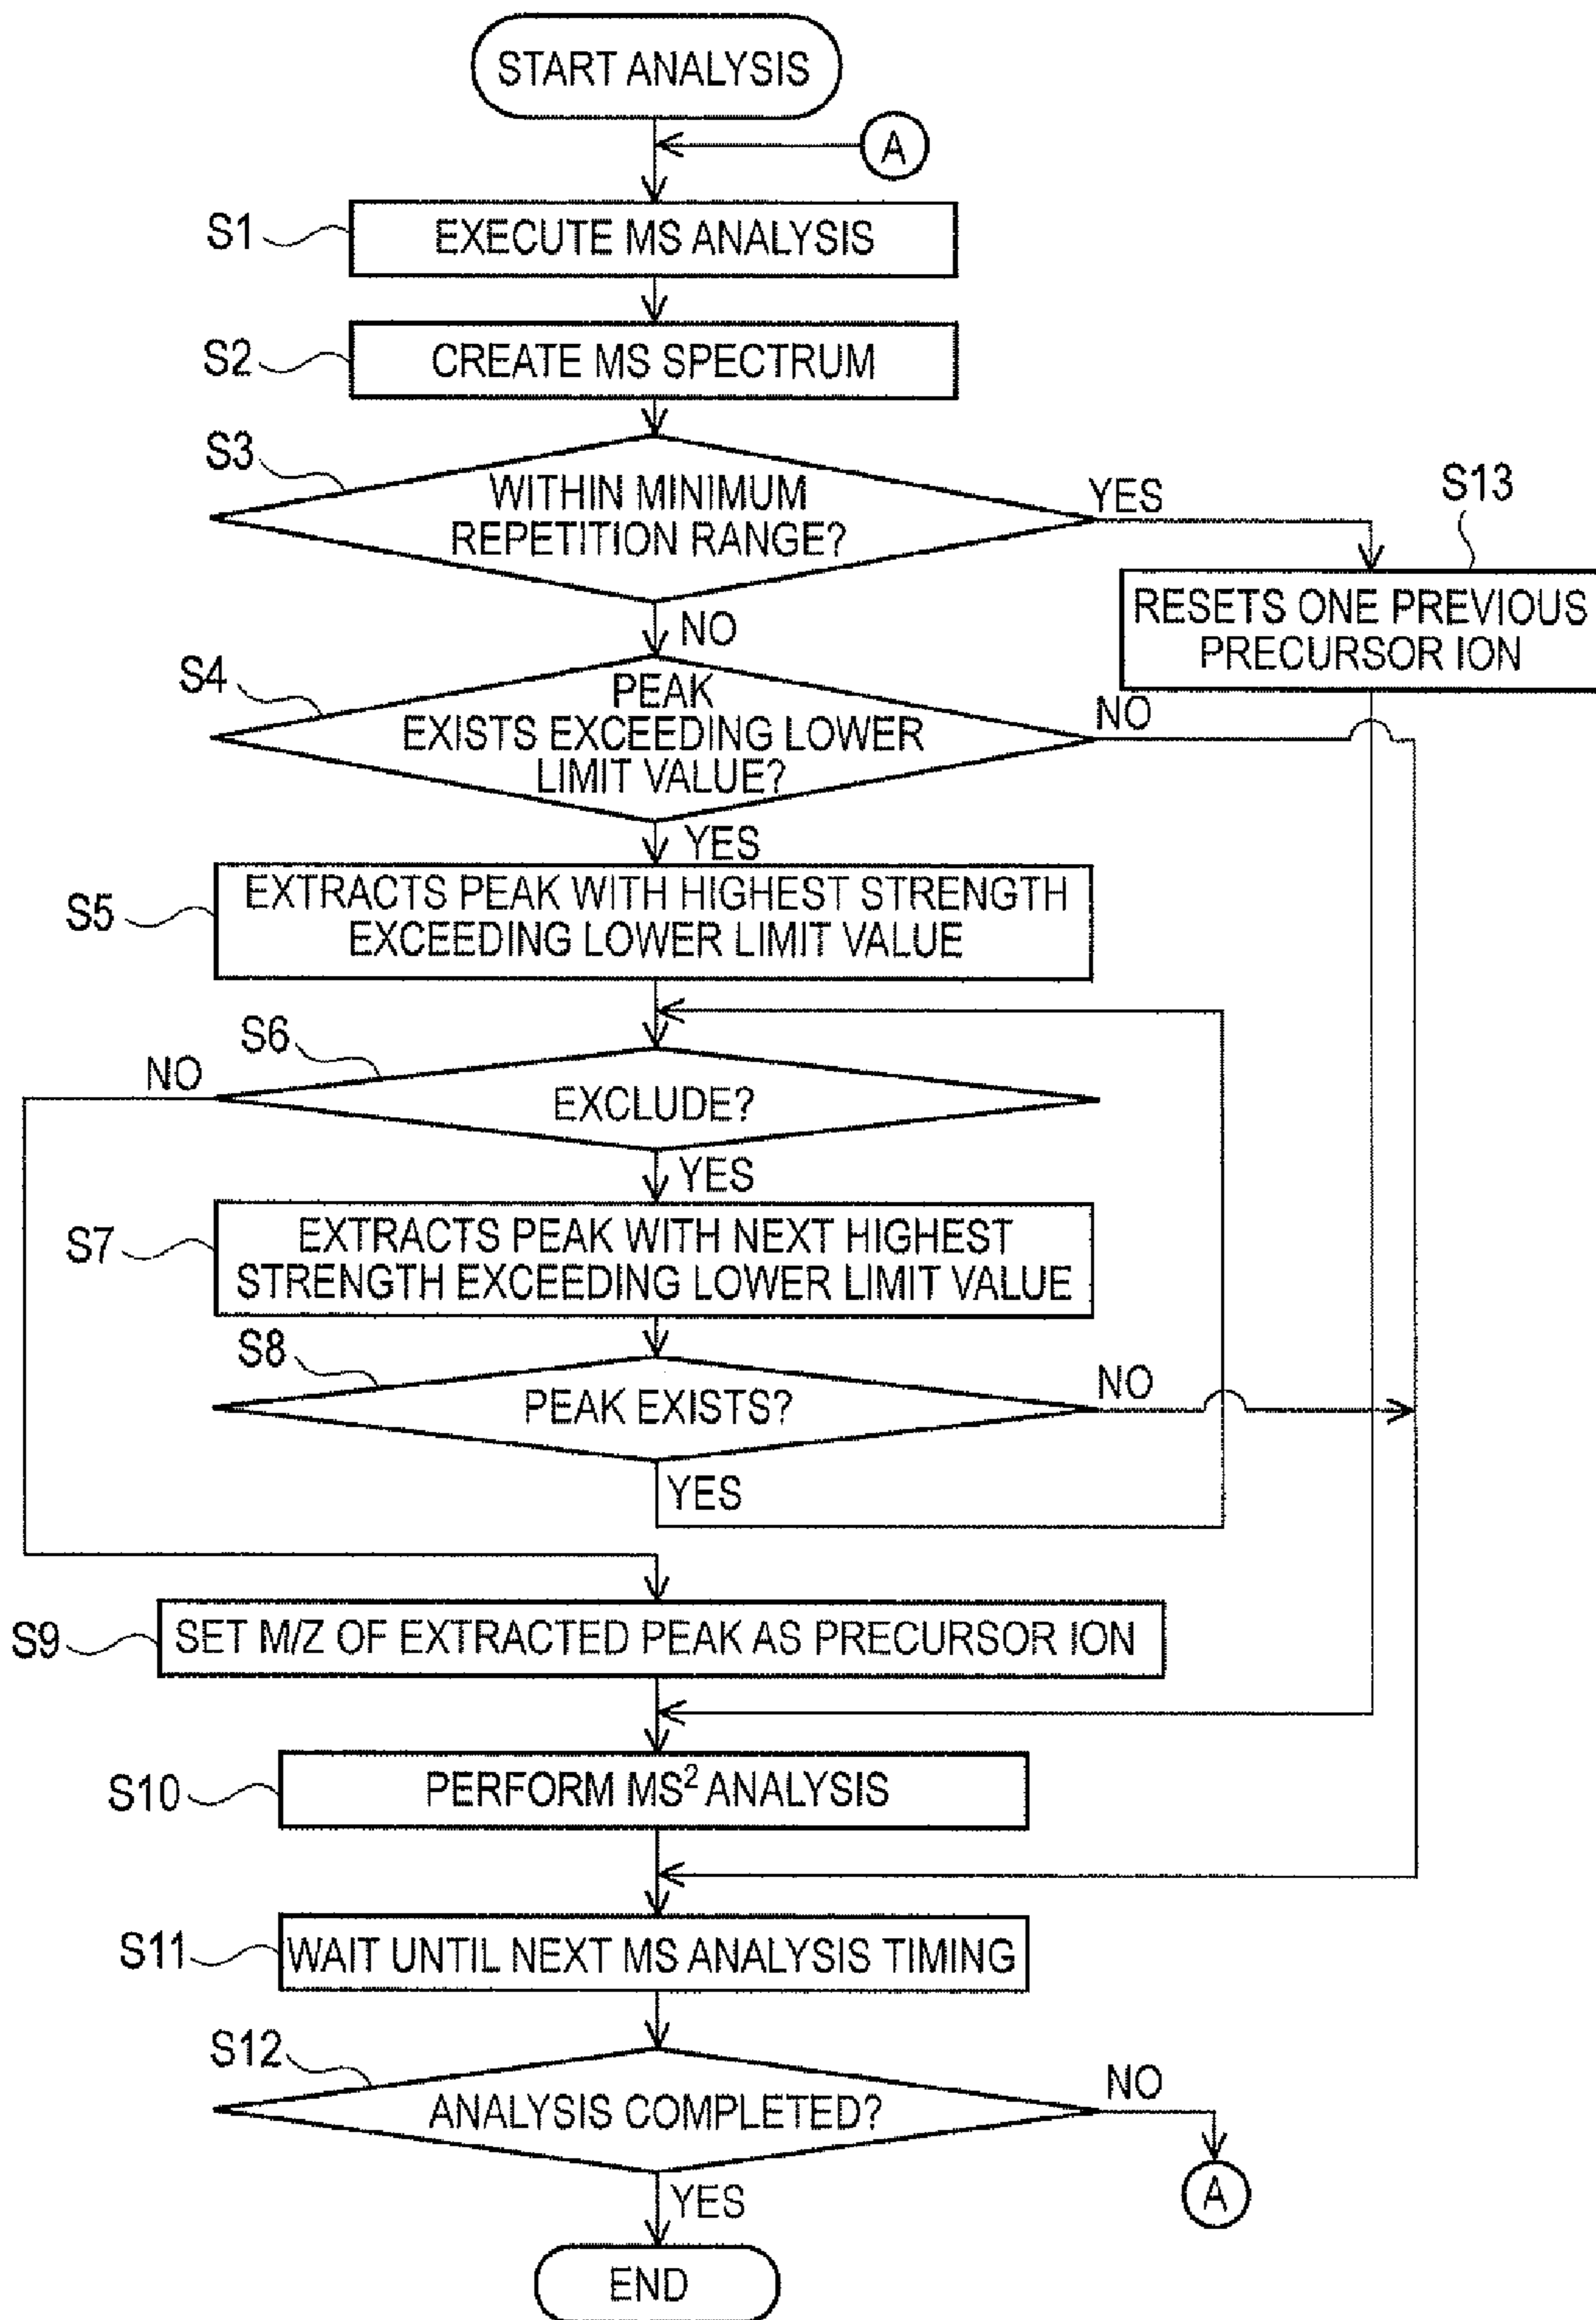 START ANALYSIS
A
S1
EXECUTE MS ANALYSIS
S2
CREATE MS SPECTRUM
S3
WITHIN MINIMUM
REPETITION RANGE?
YES
S13
RESETS ONE PREVIOUS
PRECURSOR ION
NO
S4
PEAK
EXISTS EXCEEDING LOWER
LIMIT VALUE?
NO
YES
S5
EXTRACTS PEAK WITH HIGHEST STRENGTH
EXCEEDING LOWER LIMIT VALUE
S6
NO
EXCLUDE?
YES
S7
EXTRACTS PEAK WITH NEXT HIGHEST
STRENGTH EXCEEDING LOWER LIMIT VALUE
S8
PEAK EXISTS?
NO
YES
S9
SET M/Z OF EXTRACTED PEAK AS PRECURSOR ION
S10
PERFORM MS² ANALYSIS
S11
WAIT UNTIL NEXT MS ANALYSIS TIMING
S12
ANALYSIS COMPLETED?
NO
A
YES
END